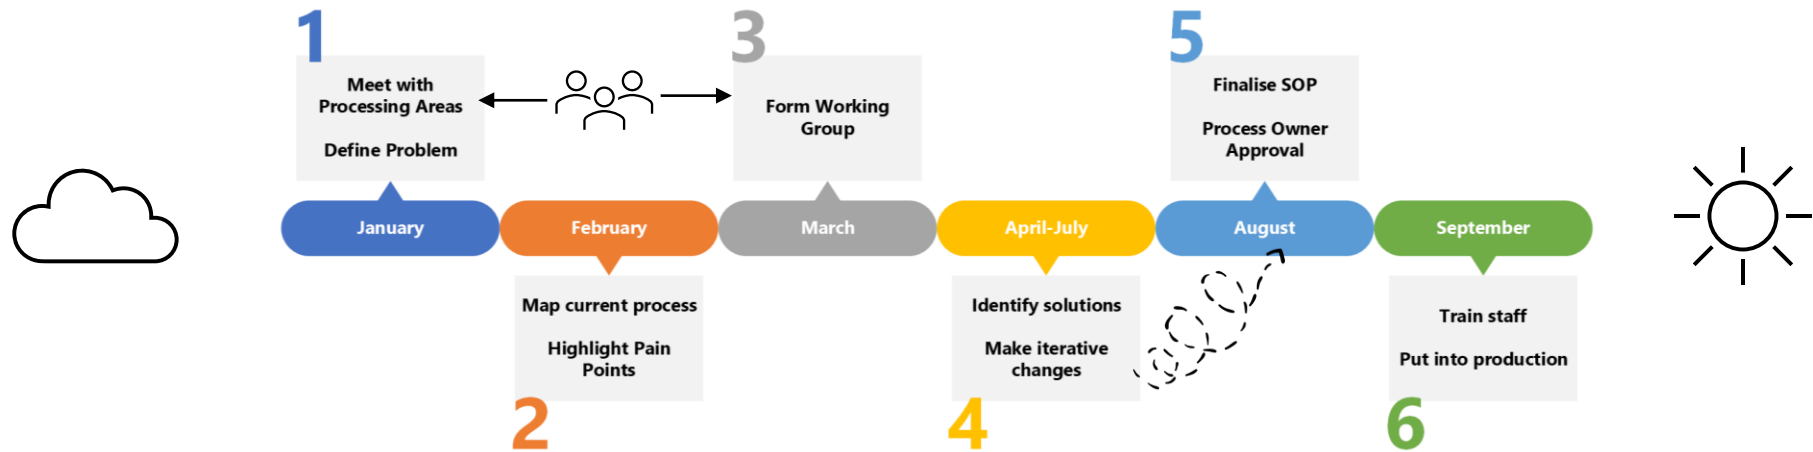 1
Meet with
Processing Areas
Define Problem
January
2
Map current process
Highlight Pain
Points
February
3
Form Working
Group
March
4
Identify solutions
Make iterative
changes
April-July
5
Finalise SOP
Process Owner
Approval
August
6
Train staff
Put into production
September